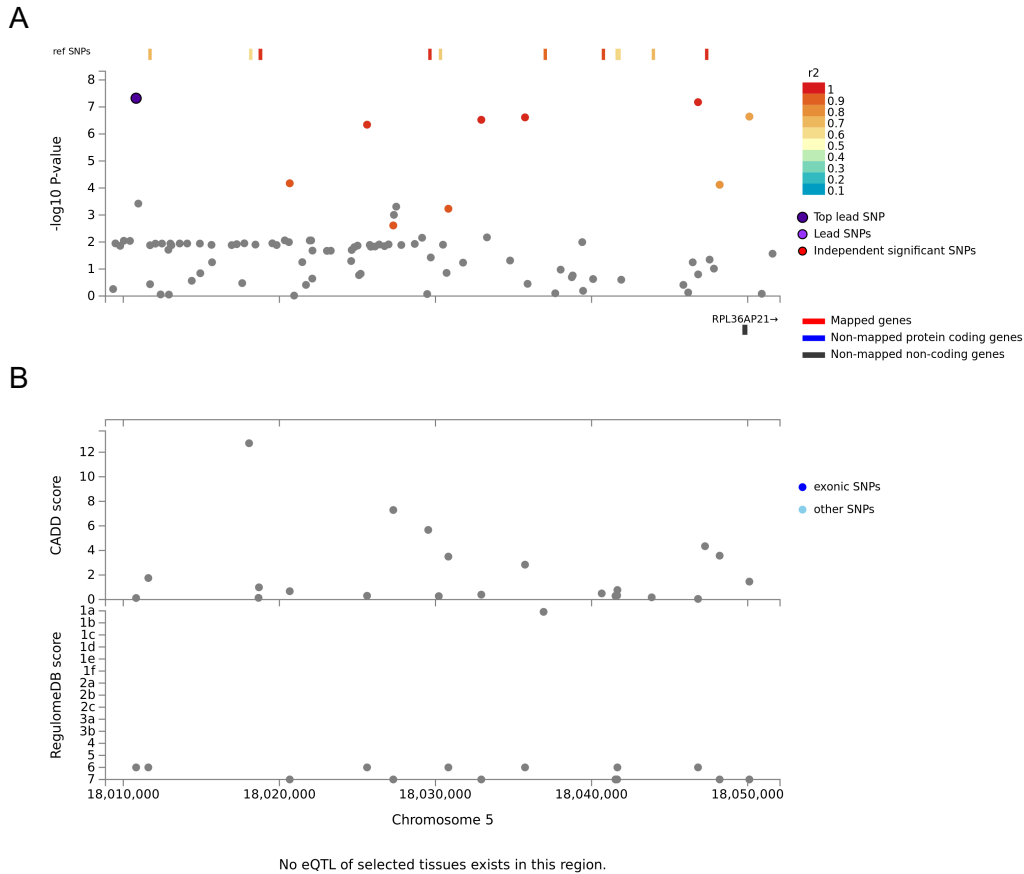 A
ref SNPs
8
7
6
5
4
3
2
1
0
-log10 P-value
r2
1
0.9
0.8
0.7
0.6
0.5
0.4
0.3
0.2
0.1
Top lead SNP
Lead SNPs
Independent significant SNPs
RPL36AP21→
Mapped genes
Non-mapped protein coding genes
Non-mapped non-coding genes
B
12
10
8
6
4
2
0
CADD score
exonic SNPs
other SNPs
1a
1b
1c
1d
1e
1f
2a
2b
2c
3a
3b
4
5
6
7
RegulomeDB score
18,010,000 18,020,000 18,030,000 18,040,000 18,050,000
Chromosome 5
No eQTL of selected tissues exists in this region.